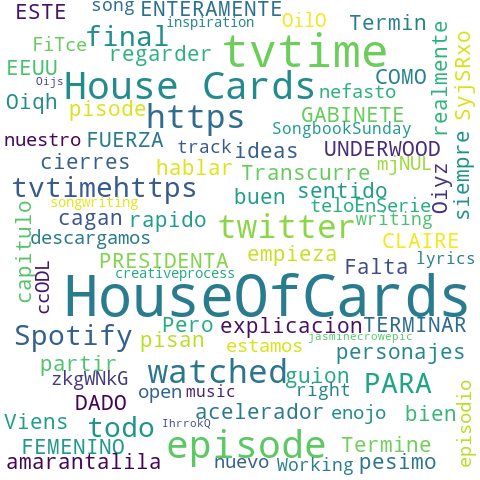 ESTE song ENTERAMENTE
inspiration OilO
FiTce final tvtime Termin
regarder
EEUU House Cards COMO
Oijs nefasto
Oiqh pisode https GABINETE realmente SyjSRxo
SongbookSunday
nuestro FUERZA track ideas UNDERWOOD
cierres hablar Transcurre mjNUL
tvtimehttps buen sentido Oiyz siempre
songwriting teloEnSerie
cagan rapido twitter writing
descargamos CLAIRE
capitulo ccODL PRESIDENTA empieza Falta lyrics
creativeprocess
HouseOfCards
Spotify Pero explicacion TERMINAR
pisan estamos jasminecrowepic
partir watched personajes
zkgWNkG guion PARA
DADO open music right
Viens todo IhrrokQ acelerador enojo bien episodio
FEMENINO episode Termine
amarantalila nuevo Working pesimo